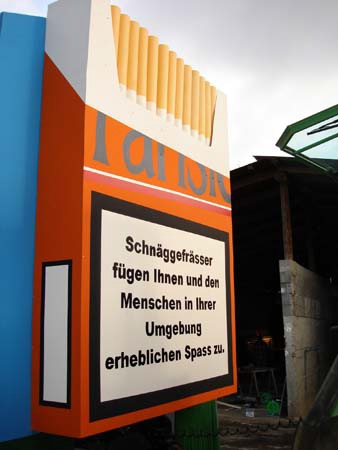 Schnäggefrässer
fügen Ihnen und den
Menschen in Ihrer
Umgebung
erheblichen Spass zu.